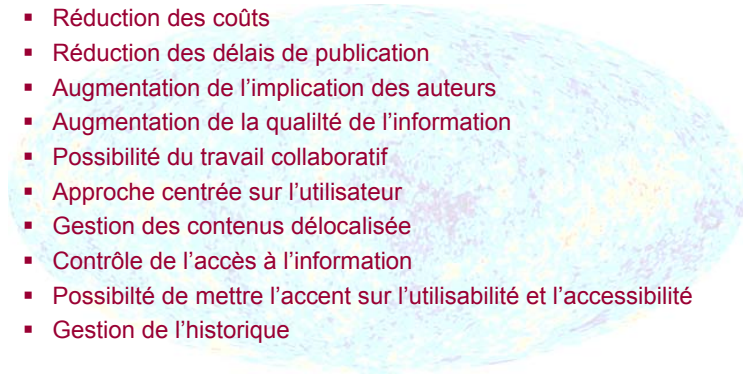 ▪ Réduction des coûts
▪ Réduction des délais de publication
▪ Augmentation de l’implication des auteurs
▪ Augmentation de la qualilté de l’information
▪ Possibilité du travail collaboratif
▪ Approche centrée sur l’utilisateur
▪ Gestion des contenus délocalisée
▪ Contrôle de l’accès à l’information
▪ Possibilté de mettre l’accent sur l’utilisabilité et l’accessibilité
▪ Gestion de l’historique